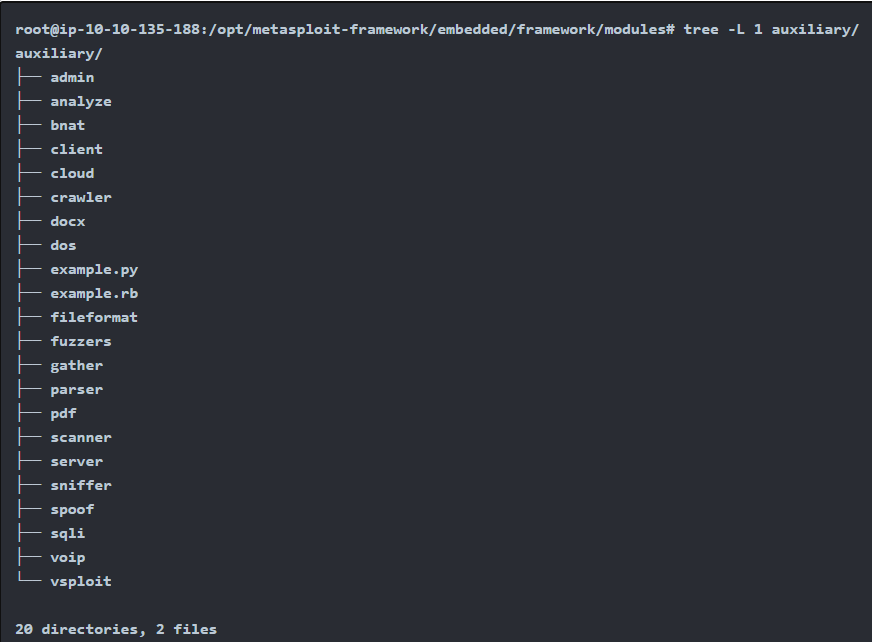 root@ip-10-10-135-188:/opt/metasploit-framework/embedded/framework/modules# tree -L 1 auxiliary/
auxiliary/
├── admin
├── analyze
├── bnat
├── client
├── cloud
├── crawler
├── docx
├── dos
├── example.py
├── example.rb
├── fileformat
├── fuzzers
├── gather
├── parser
├── pdf
├── scanner
├── server
├── sniffer
├── spoof
├── sqli
├── voip
└── vsploit
20 directories, 2 files